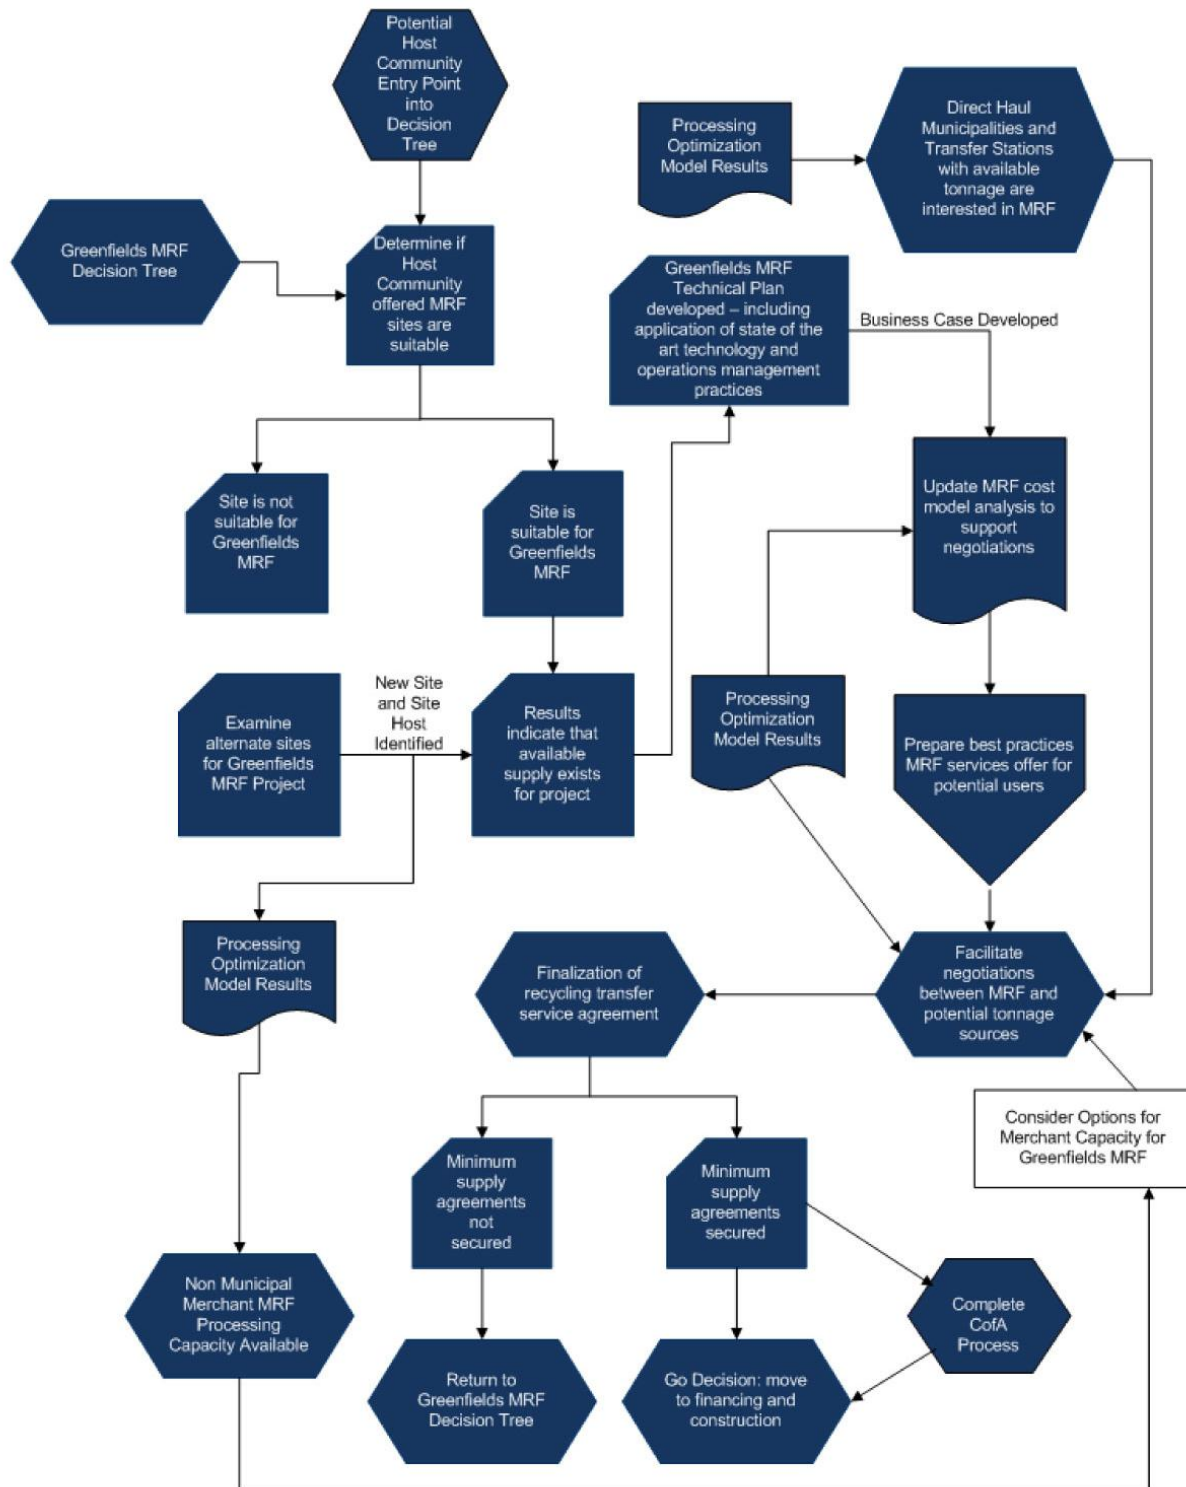 Potential
Host
Community
Entry Point
into
Decision
Tree
Processing
Optimization
Model Results
Direct Haul
Municipalities and
Transfer Stations
with available
tonnage are
interested in MRF
Greenfields MRF
Decision Tree
Determine if
Host
Community
offered MRF
sites are
suitable
Greenfields MRF
Technical Plan
developed – including
application of state of the
art technology and
operations management
practices
Business Case Developed
Site is not
suitable for
Greenfields
MRF
Site is
suitable for
Greenfields
MRF
Update MRF cost
model analysis to
support
negotiations
Examine
alternate sites
for Greenfields
MRF Project
New Site
and Site
Host
Identified
Results
indicate that
available
supply exists
for project
Processing
Optimization
Model Results
Prepare best practices
MRF services offer for
potential users
Processing
Optimization
Model Results
Finalization of
recycling transfer
service agreement
Facilitate
negotiations
between MRF and
potential tonnage
sources
Consider Options for
Merchant Capacity for
Greenfields MRF
Minimum
supply
agreements
not
secured
Minimum
supply
agreements
secured
Non Municipal
Merchant MRF
Processing
Capacity Available
Complete
CofA
Process
Return to
Greenfields MRF
Decision Tree
Go Decision: move
to financing and
construction